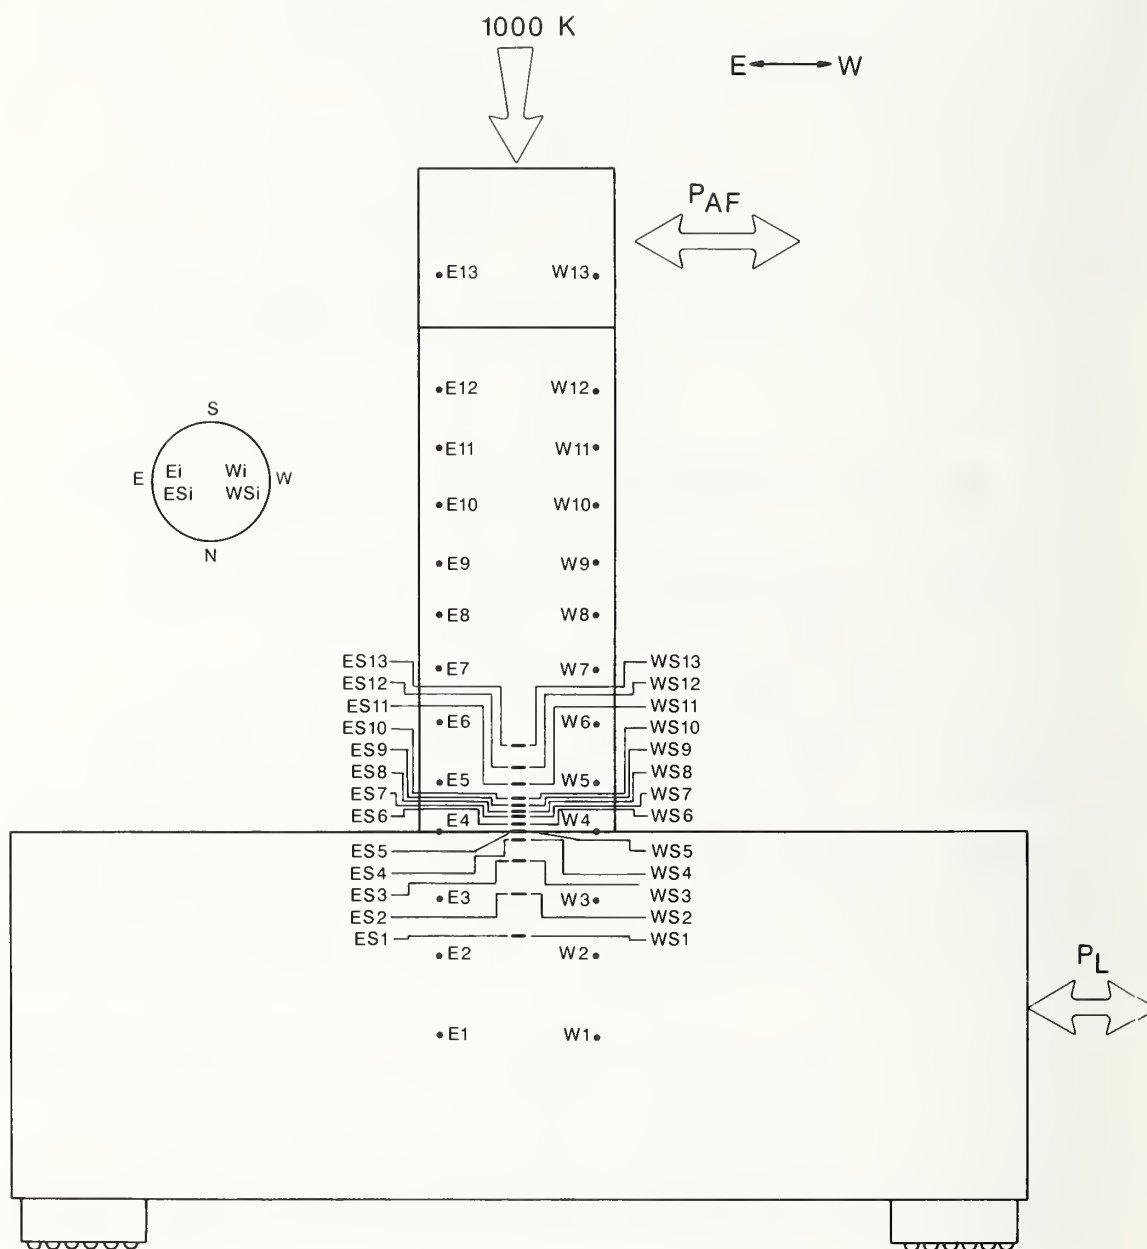 1000 K
E W
P_AF
E13 W13
E12 W12
S
E11 W11
E Ei Wi W
ESi WSi
E10 W10
N
E9 W9
E8 W8
ES13 E7 W7 WS13
ES12 WS12
ES11 WS11
E6 W6
ES10 WS10
ES9 WS9
ES8 WS8
E5 W5
ES7 WS7
ES6 WS6
E4 W4
ES5 WS5
ES4 WS4
ES3 WS3
E3 W3
ES2 WS2
ES1 WS1
E2 W2
P_L
E1 W1